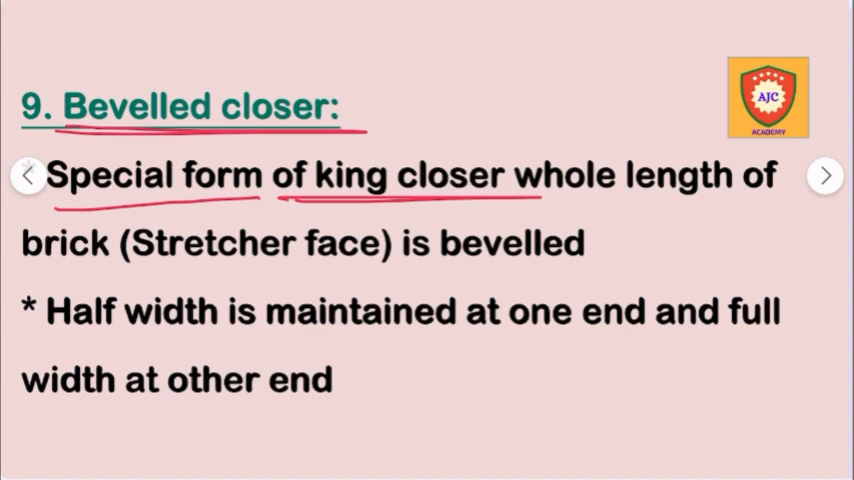 9. Bevelled closer:
AJC
ACADEMY
* Special form of king closer whole length of
brick (Stretcher face) is bevelled
* Half width is maintained at one end and full
width at other end